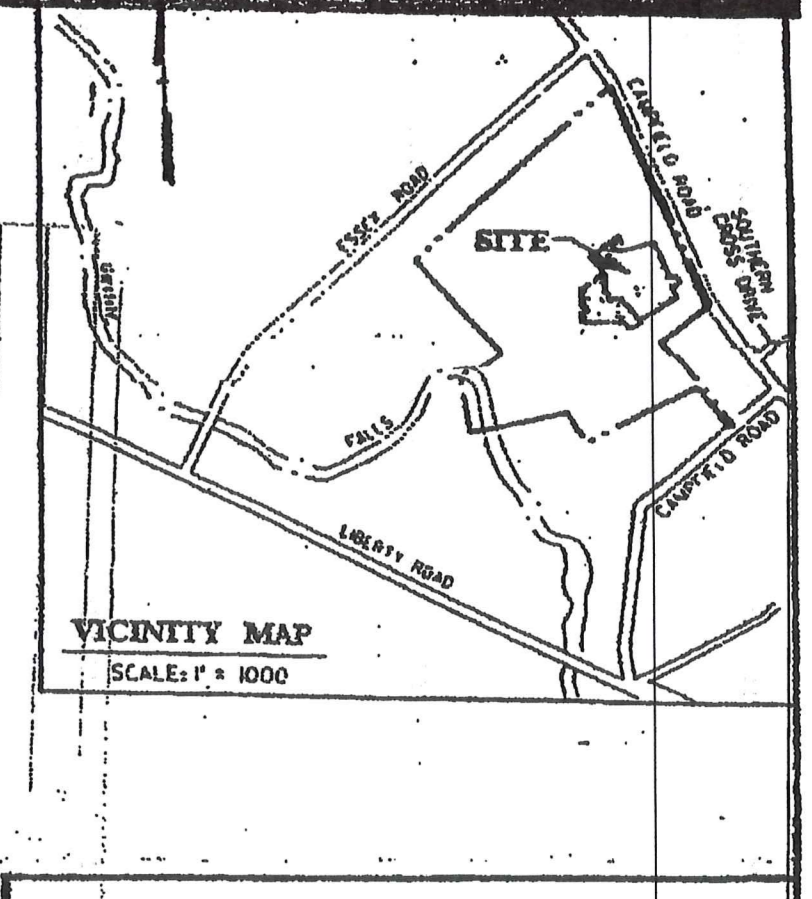 CAMPFIELD ROAD
ESSEX ROAD
SOUTHERN
CROSS DRIVE
SITE
FALLS
CAMPFIELD ROAD
LIBERTY ROAD
VICINITY MAP
SCALE: 1" = 1000